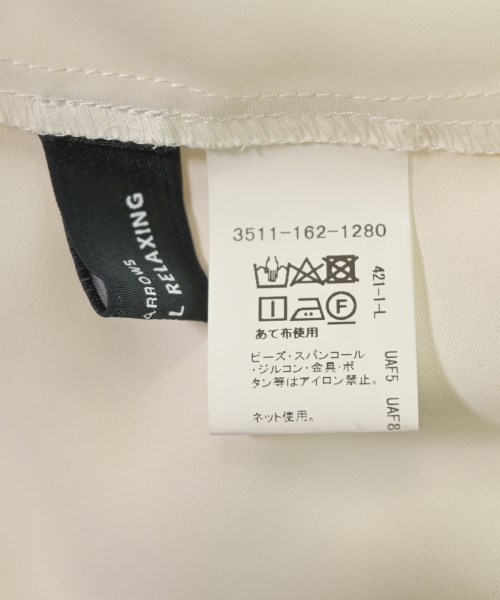 ARROWS
L RELAXING
3511-162-1280
F
あて布使用
ビーズ・スパンコール
・ジルコン・金具・ボ
タン等はアイロン禁止。
ネット使用。
421-1-L
UAF5 UAF8